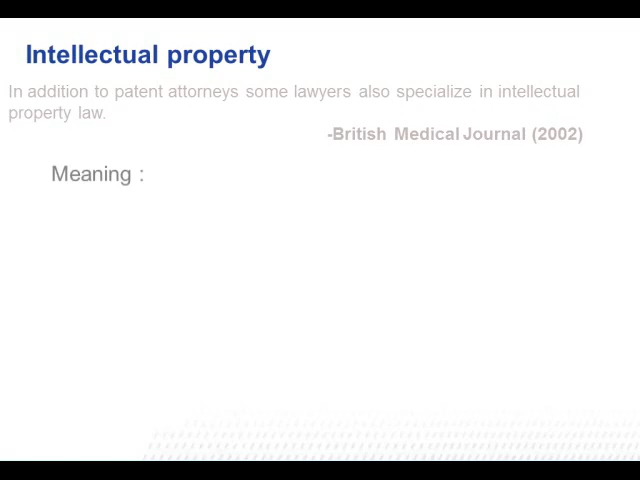 Intellectual property
In addition to patent attorneys some lawyers also specialize in intellectual
property law.
-British Medical Journal (2002)
Meaning :